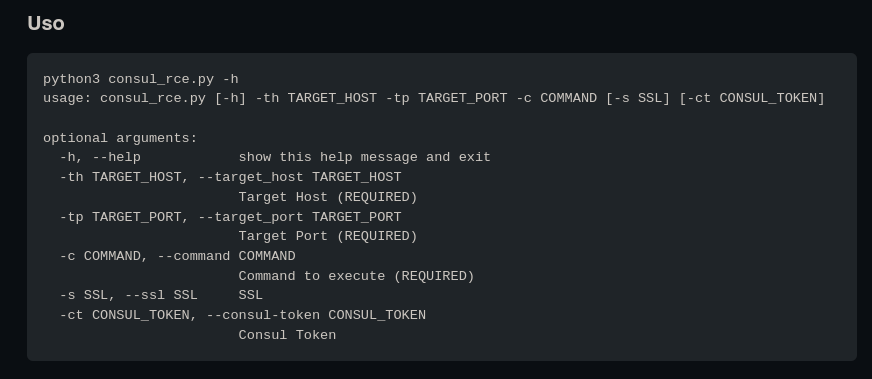 Uso
python3 consul_rce.py -h
usage: consul_rce.py [-h] -th TARGET_HOST -tp TARGET_PORT -c COMMAND [-s SSL] [-ct CONSUL_TOKEN]
optional arguments:
-h, --help            show this help message and exit
-th TARGET_HOST, --target_host TARGET_HOST
Target Host (REQUIRED)
-tp TARGET_PORT, --target_port TARGET_PORT
Target Port (REQUIRED)
-c COMMAND, --command COMMAND
Command to execute (REQUIRED)
-s SSL, --ssl SSL     SSL
-ct CONSUL_TOKEN, --consul-token CONSUL_TOKEN
Consul Token